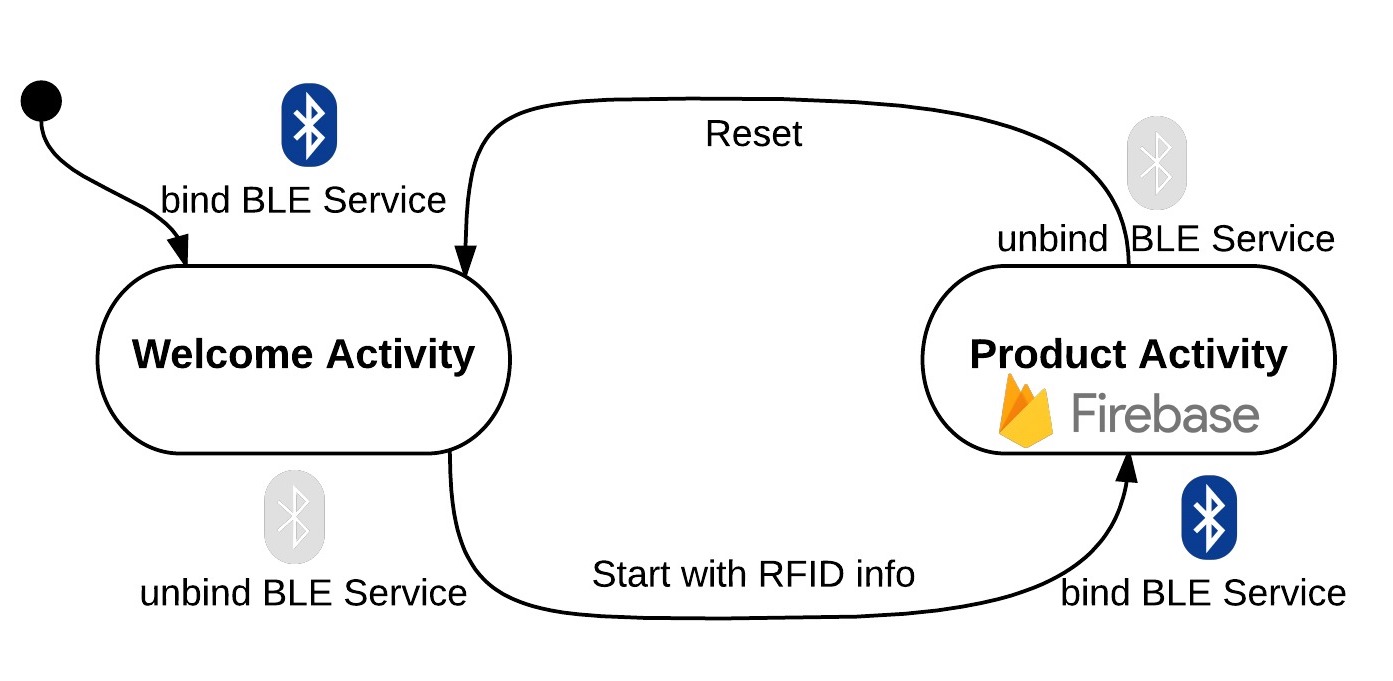 Reset
bind BLE Service
unbind BLE Service
Welcome Activity
Product Activity
Firebase
Start with RFID info
unbind BLE Service
bind BLE Service